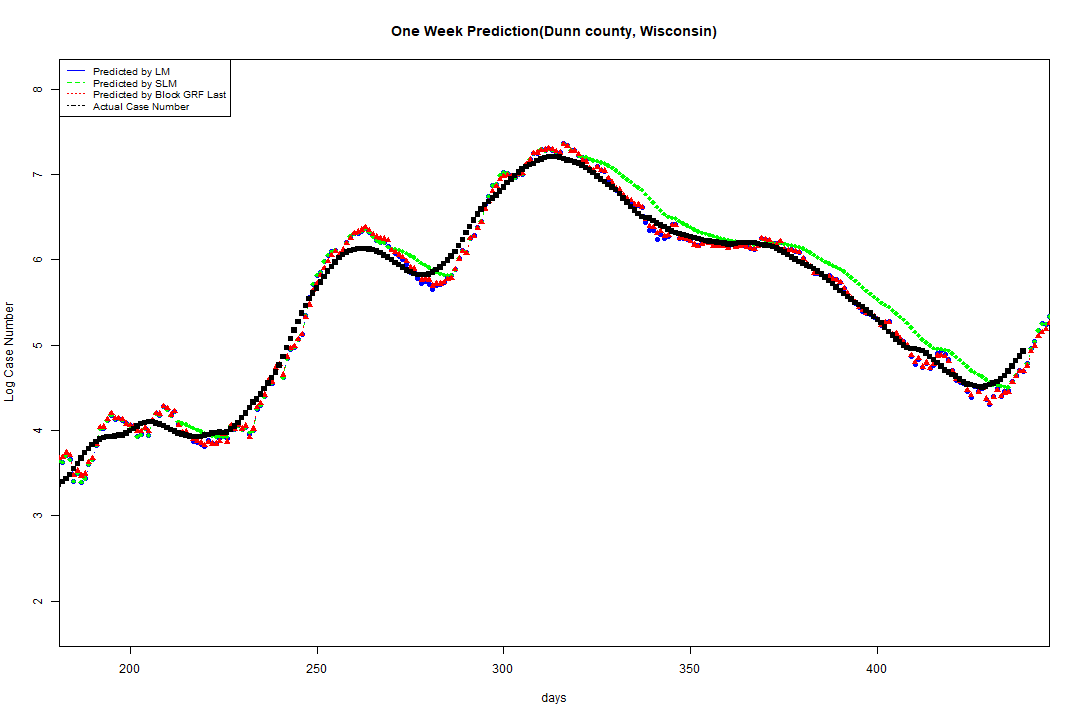 One Week Prediction(Dunn county, Wisconsin)
Predicted by LM
Predicted by SLM
Predicted by Block GRF Last
Actual Case Number
8
7
6
5
4
3
2
Log Case Number
200
250
300
350
400
days